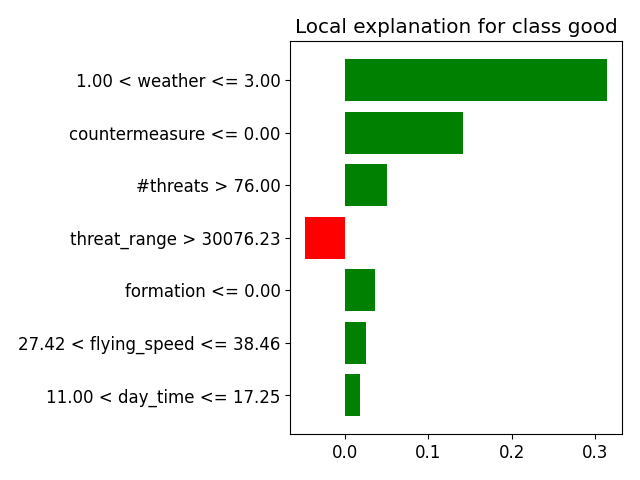 Local explanation for class good
1.00 < weather <= 3.00
countermeasure <= 0.00
#threats > 76.00
threat_range > 30076.23
formation <= 0.00
27.42 < flying_speed <= 38.46
11.00 < day_time <= 17.25
0.0 0.1 0.2 0.3